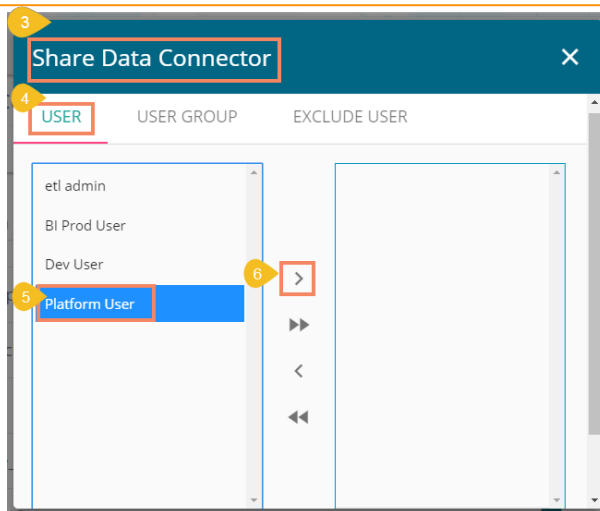 3
Share Data Connector
4
USER USER GROUP EXCLUDE USER
etl admin
BI Prod User
Dev User
6
5
Platform User